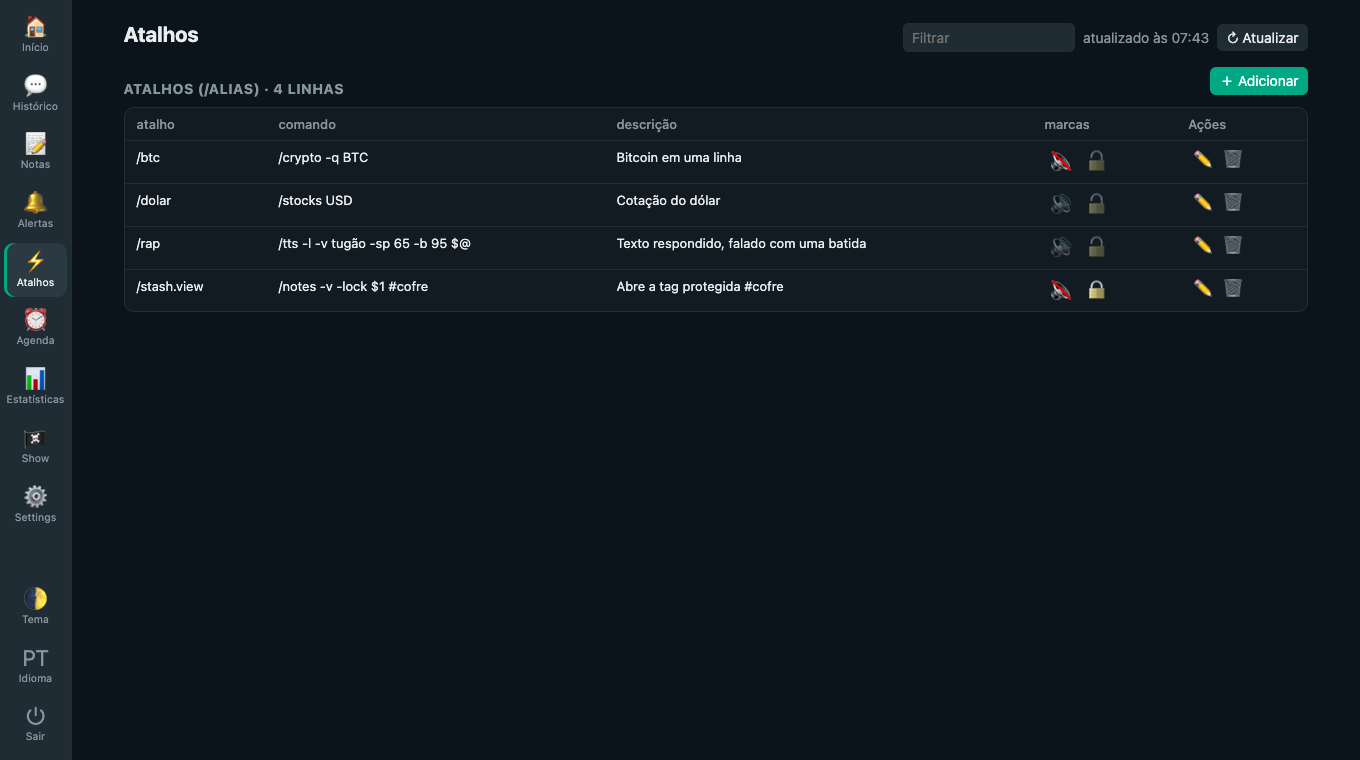 Início
Histórico
Notas
Alertas
Atalhos
Agenda
Estatísticas
Show
Settings
Tema
PT
Idioma
Sair
Atalhos
Filtrar
atualizado às 07:43
↻ Atualizar
ATALHOS (/ALIAS) · 4 LINHAS
+ Adicionar
atalho comando descrição marcas Ações
/btc /crypto -q BTC Bitcoin em uma linha
/dolar /stocks USD Cotação do dólar
/rap /tts -l -v tugão -sp 65 -b 95 $@ Texto respondido, falado com uma batida
/stash.view /notes -v -lock $1 #cofre Abre a tag protegida #cofre